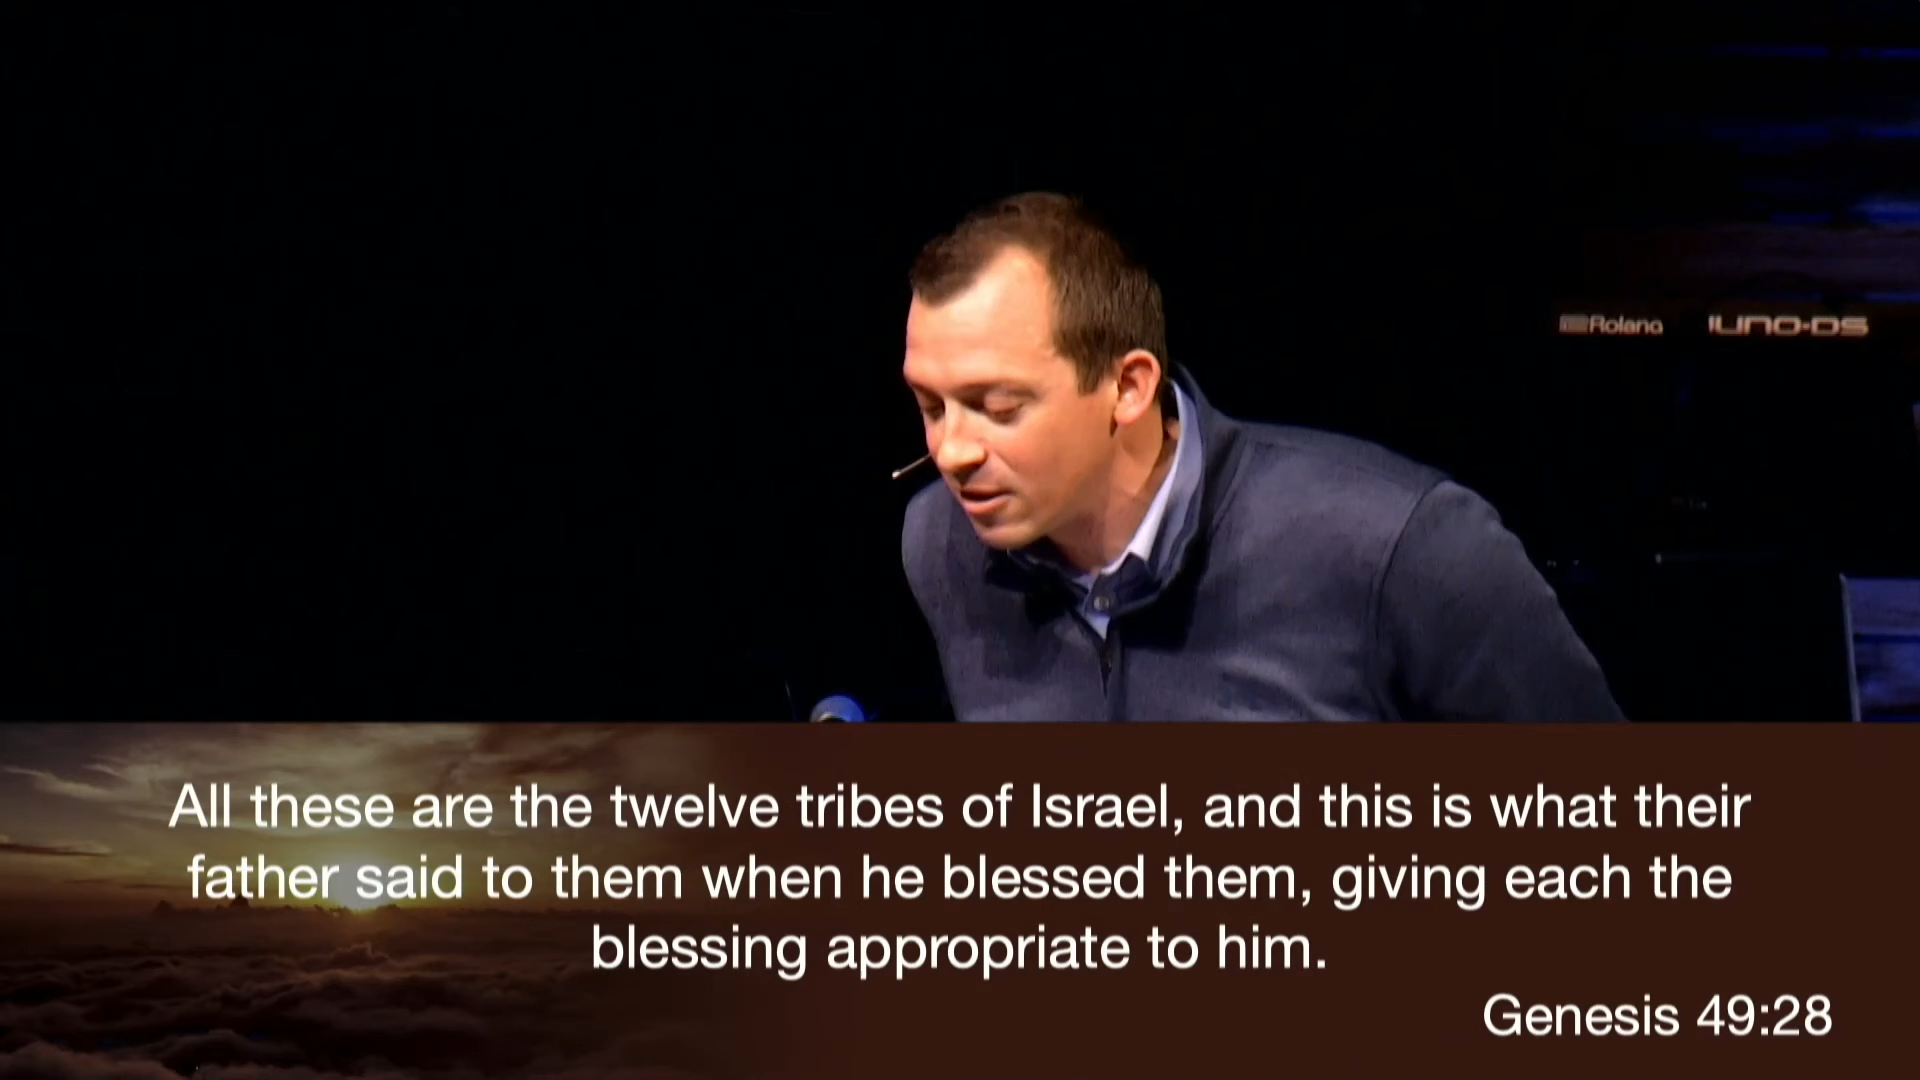 Roland
JUNO-DS
All these are the twelve tribes of Israel, and this is what their
father said to them when he blessed them, giving each the
blessing appropriate to him.
Genesis 49:28